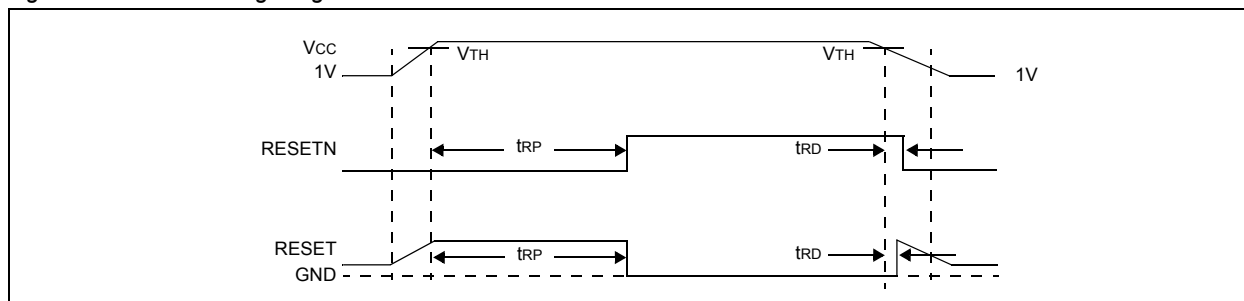 VCC
VTH
VTH
1V
1V
RESETN
tRP
tRD
RESET
tRP
tRD
GND